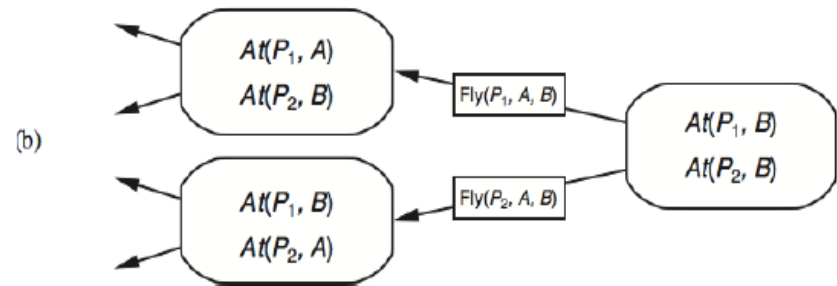 (b)
At(P₁, A)
At(P₂, B)
Fly(P₁, A, B)
At(P₁, B)
At(P₂, B)
At(P₁, B)
At(P₂, A)
Fly(P₂, A, B)